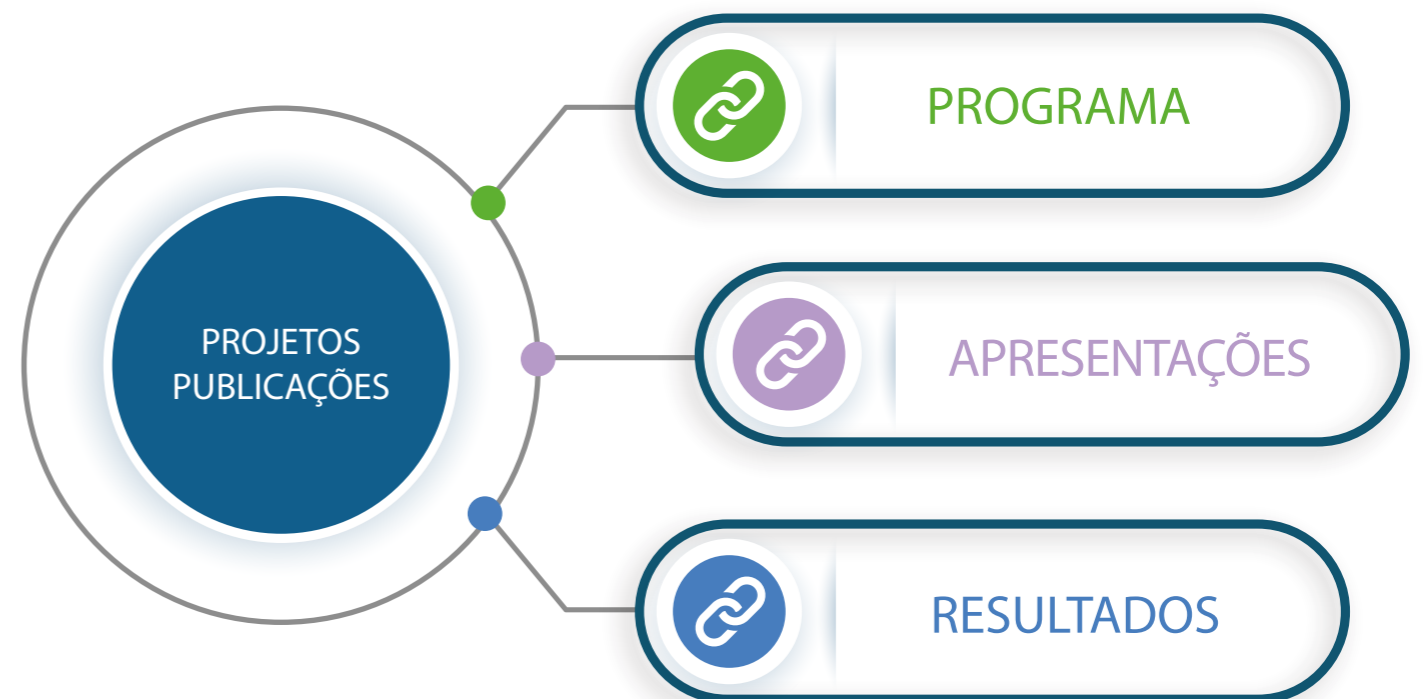 PROJETOS
PUBLICAÇÕES
PROGRAMA
APRESENTAÇÕES
RESULTADOS